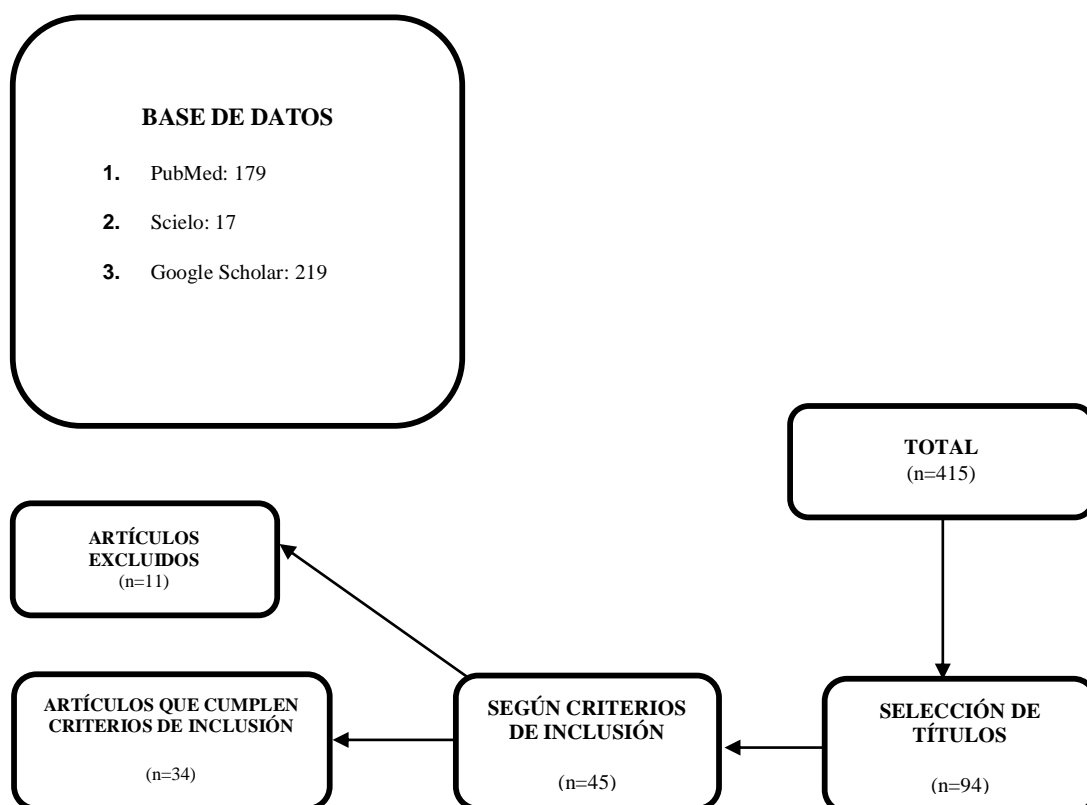 BASE DE DATOS
1. PubMed: 179
2. Scielo: 17
3. Google Scholar: 219
TOTAL
(n=415)
ARTÍCULOS
EXCLUIDOS
(n=11)
ARTÍCULOS QUE CUMPLEN
CRITERIOS DE INCLUSIÓN
(n=34)
SEGÚN CRITERIOS
DE INCLUSIÓN
(n=45)
SELECCIÓN DE
TÍTULOS
(n=94)